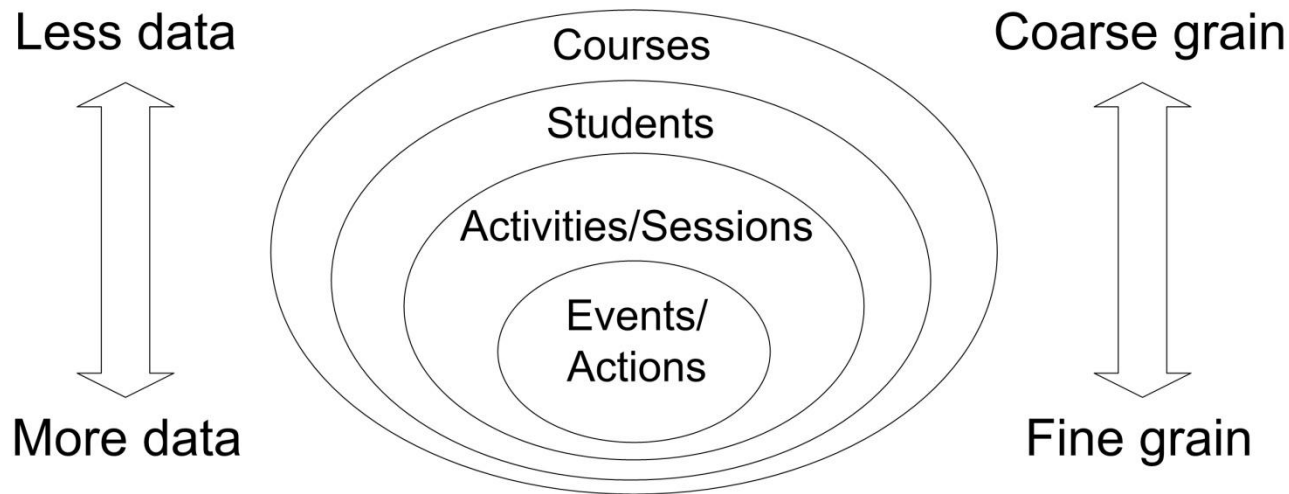 Less data
Courses
Coarse grain
Students
Activities/Sessions
Events/
Actions
More data
Fine grain